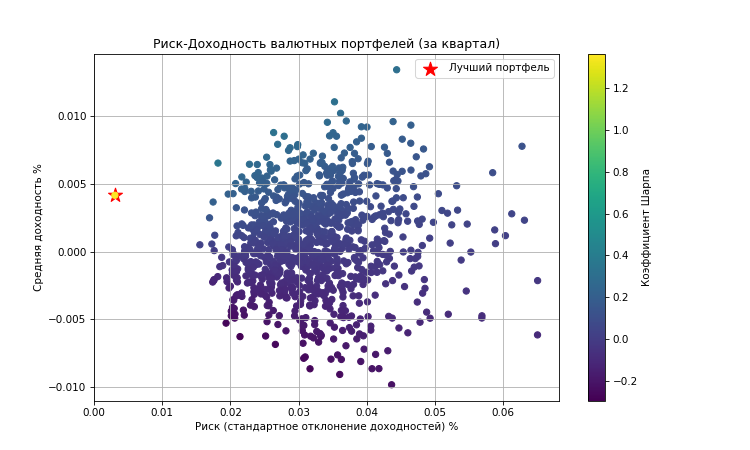 Риск-Доходность валютных портфелей (за квартал)
Лучший портфель
Средняя доходность %
0.010
0.005
0.000
−0.005
−0.010
0.00 0.01 0.02 0.03 0.04 0.05 0.06
Риск (стандартное отклонение доходностей) %
1.2
1.0
0.8
0.6
0.4
0.2
0.0
−0.2
Коэффициент Шарпа